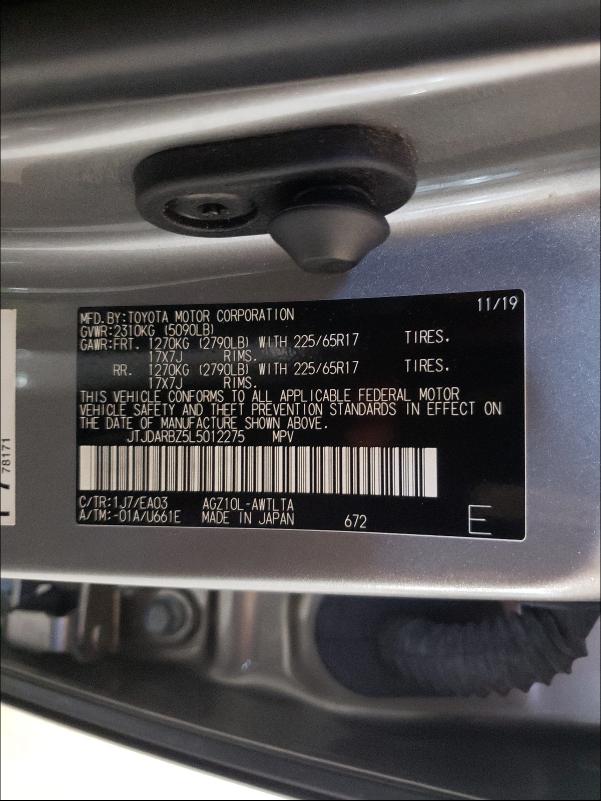 MFD.BY:TOYOTA MOTOR CORPORATION 11/19
GVWR:2310KG (5090LB)
GAWR:FRT. 1270KG (2790LB) WITH 225/65R17 TIRES.
17X7J RIMS.
RR. 1270KG (2790LB) WITH 225/65R17 TIRES.
17X7J RIMS.
THIS VEHICLE CONFORMS TO ALL APPLICABLE FEDERAL MOTOR
VEHICLE SAFETY AND THEFT PREVENTION STANDARDS IN EFFECT ON
THE DATE OF MANUFACTURE SHOWN ABOVE.
JTJDARBZ5L5012275 MPV
C/TR:1J7/EA03 AGZ10L-AWTLTA
A/TM:-01A/U661E MADE IN JAPAN 672 E
78171